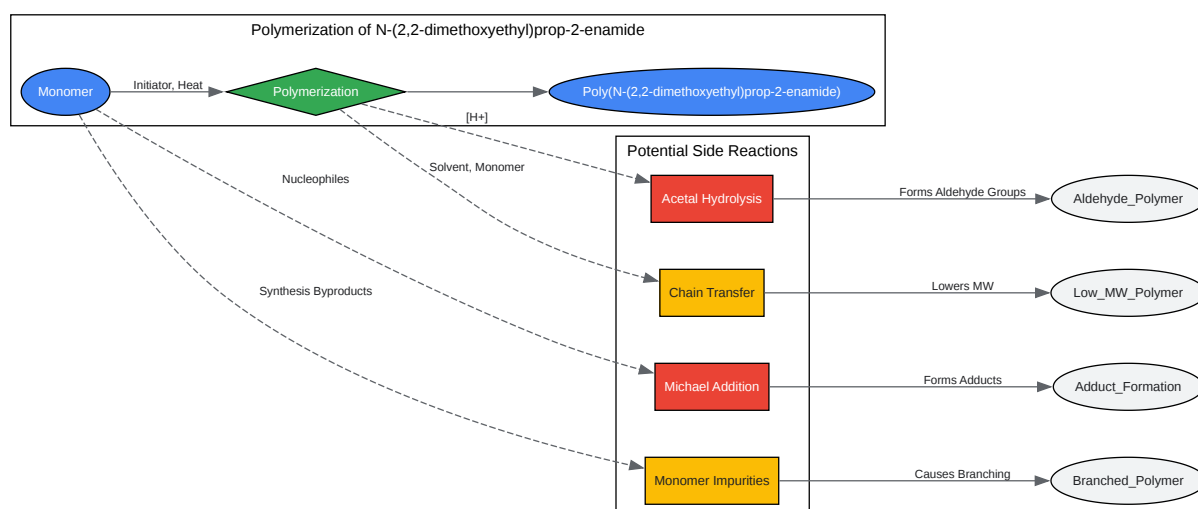 Polymerization of N-(2,2-dimethoxyethyl)prop-2-enamide
Monomer
Initiator, Heat
Polymerization
Poly(N-(2,2-dimethoxyethyl)prop-2-enamide)
[H+]
Potential Side Reactions
Solvent, Monomer
Nucleophiles
Acetal Hydrolysis
Forms Aldehyde Groups
Aldehyde_Polymer
Synthesis Byproducts
Chain Transfer
Lowers MW
Low_MW_Polymer
Michael Addition
Forms Adducts
Adduct_Formation
Monomer Impurities
Causes Branching
Branched_Polymer